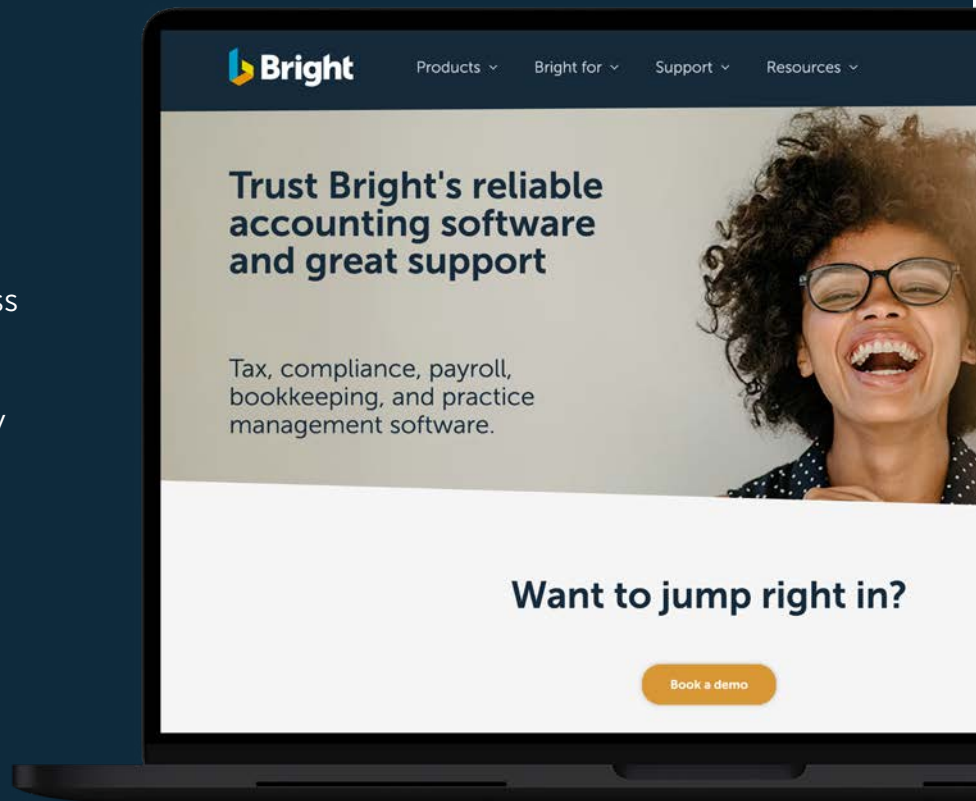 Bright
Products Bright for Support Resources
Trust Bright's reliable
accounting software
and great support
Tax, compliance, payroll,
bookkeeping, and practice
management software.
Want to jump right in?
Book a demo